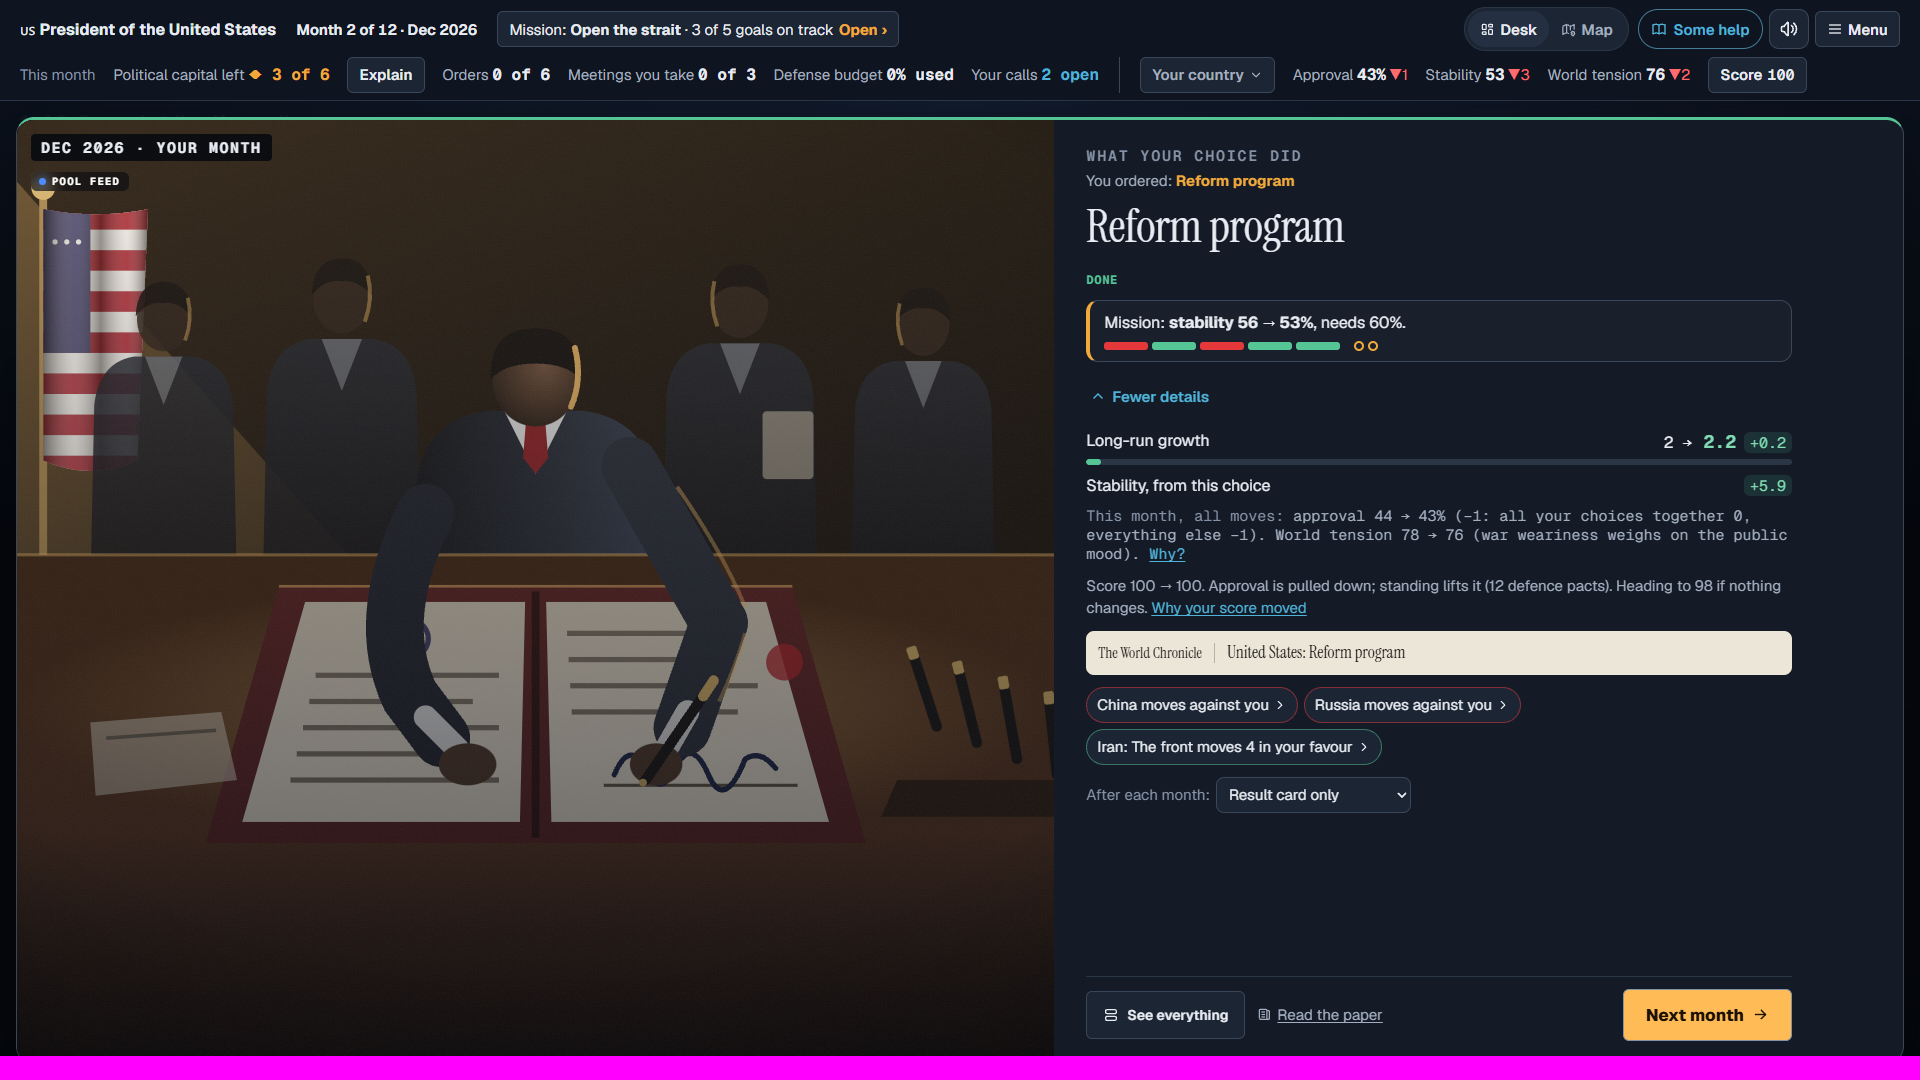 US President of the United States Month 2 of 12 · Dec 2026 Mission: Open the strait · 3 of 5 goals on track Open › Desk Map Some help Menu
This month Political capital left 3 of 6 Explain Orders 0 of 6 Meetings you take 0 of 3 Defense budget 0% used Your calls 2 open Your country Approval 43% ▼1 Stability 53 ▼3 World tension 76 ▼2 Score 100
DEC 2026 · YOUR MONTH
POOL FEED
WHAT YOUR CHOICE DID
You ordered: Reform program
Reform program
DONE
Mission: stability 56 → 53%, needs 60%.
Fewer details
Long-run growth 2 → 2.2 +0.2
Stability, from this choice +5.9
This month, all moves: approval 44 → 43% (−1: all your choices together 0,
everything else −1). World tension 78 → 76 (war weariness weighs on the public
mood). Why?
Score 100 → 100. Approval is pulled down; standing lifts it (12 defence pacts). Heading to 98 if nothing
changes. Why your score moved
The World Chronicle United States: Reform program
China moves against you › Russia moves against you ›
Iran: The front moves 4 in your favour ›
After each month: Result card only
See everything Read the paper Next month →